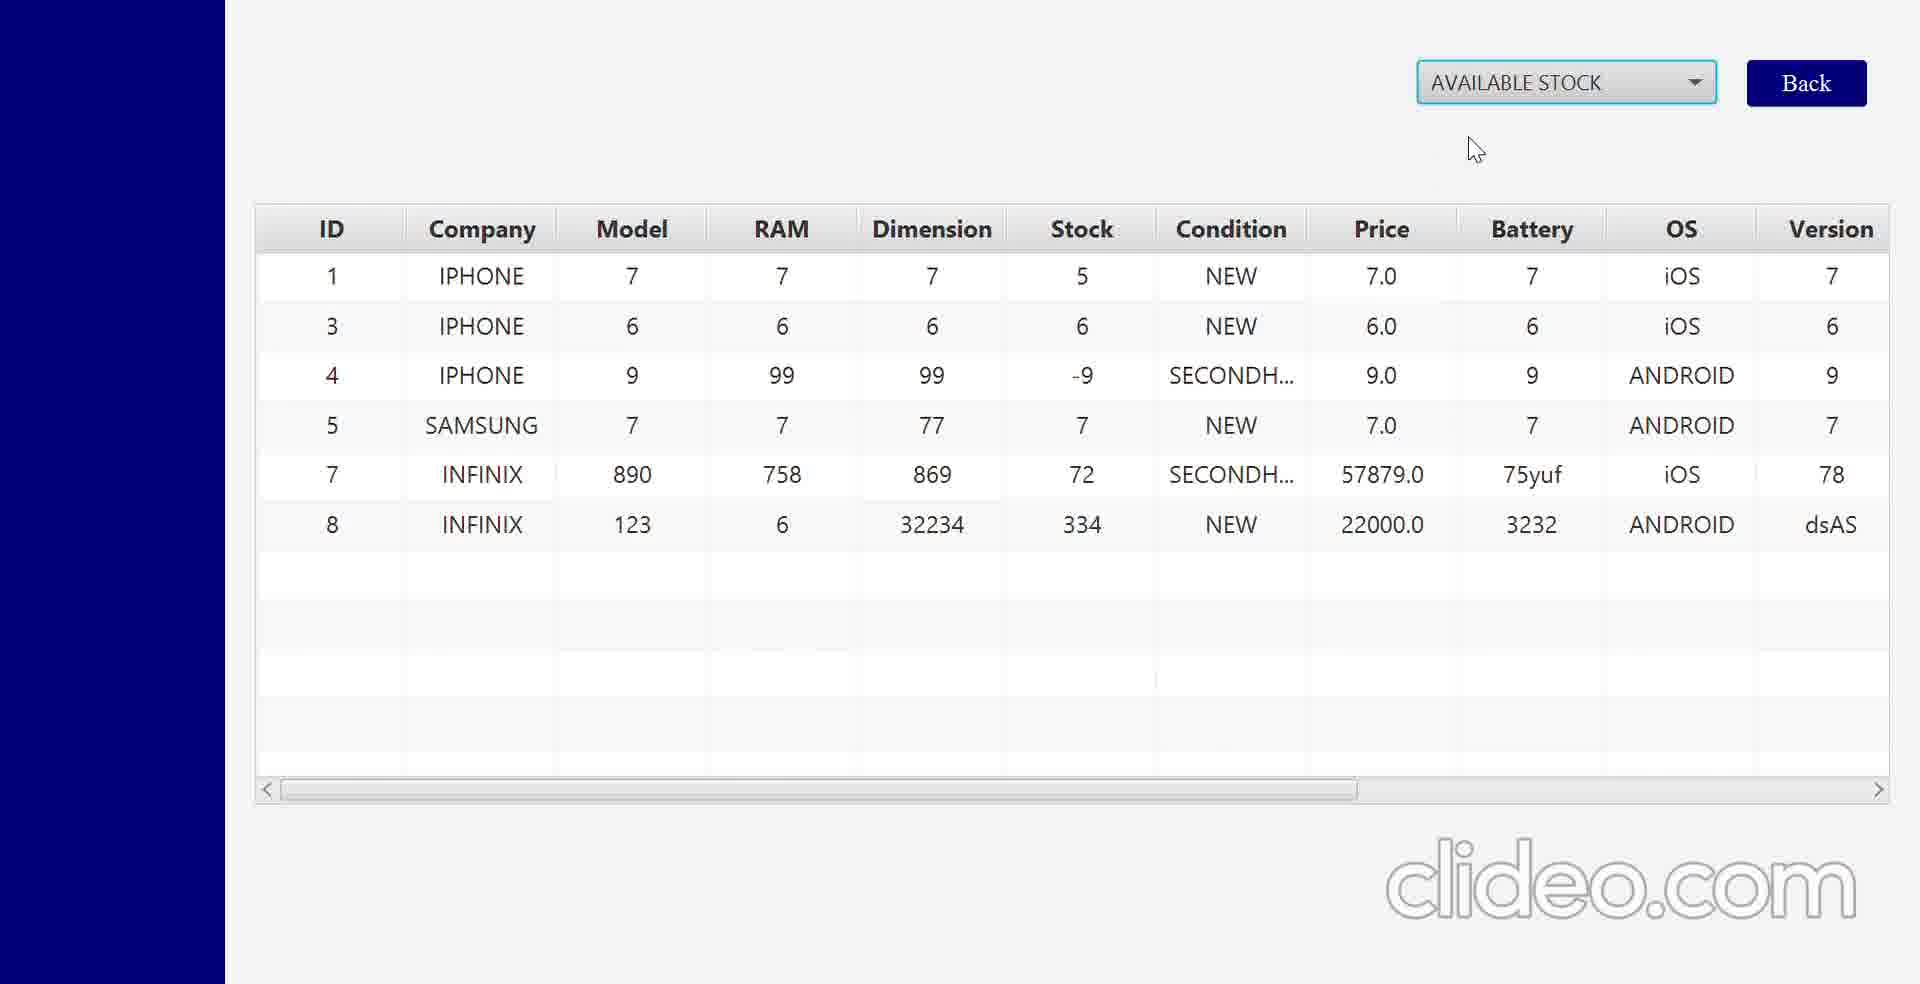 AVAILABLE STOCK Back
ID Company Model RAM Dimension Stock Condition Price Battery OS Version
1 IPHONE 7 7 7 5 NEW 7.0 7 iOS 7
3 IPHONE 6 6 6 6 NEW 6.0 6 iOS 6
4 IPHONE 9 99 99 -9 SECONDH... 9.0 9 ANDROID 9
5 SAMSUNG 7 7 77 7 NEW 7.0 7 ANDROID 7
7 INFINIX 890 758 869 72 SECONDH... 57879.0 75yuf iOS 78
8 INFINIX 123 6 32234 334 NEW 22000.0 3232 ANDROID dsAS
clideo.com